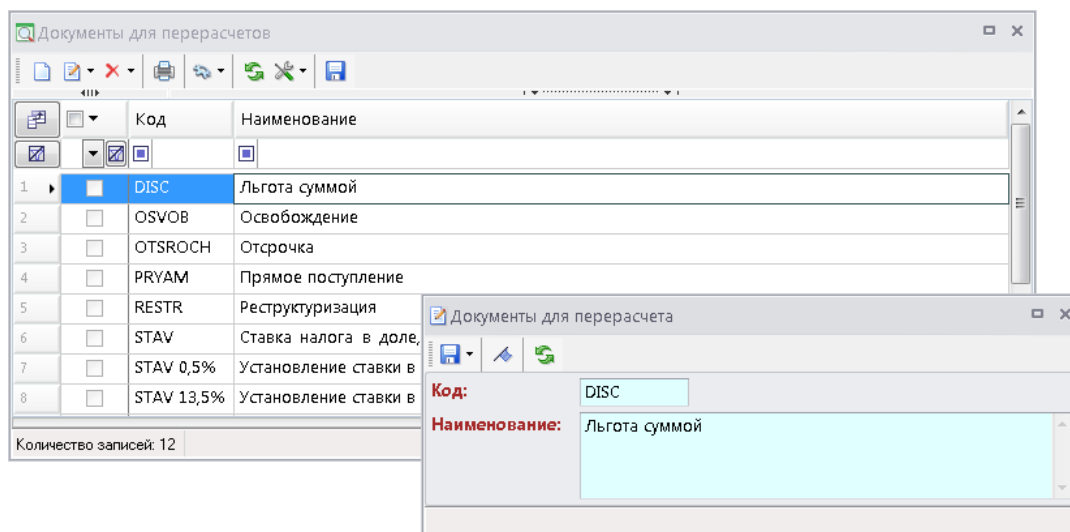 Документы для перерасчетов
Код Наименование
1 DISC Льгота суммой
2 OSVOB Освобождение
3 OTSROCH Отсрочка
4 PRYAM Прямое поступление
5 RESTR Реструктуризация
6 STAV Ставка налога в доле,
7 STAV 0,5% Установление ставки в
8 STAV 13,5% Установление ставки в
Количество записей: 12
Документы для перерасчета
Код: DISC
Наименование: Льгота суммой